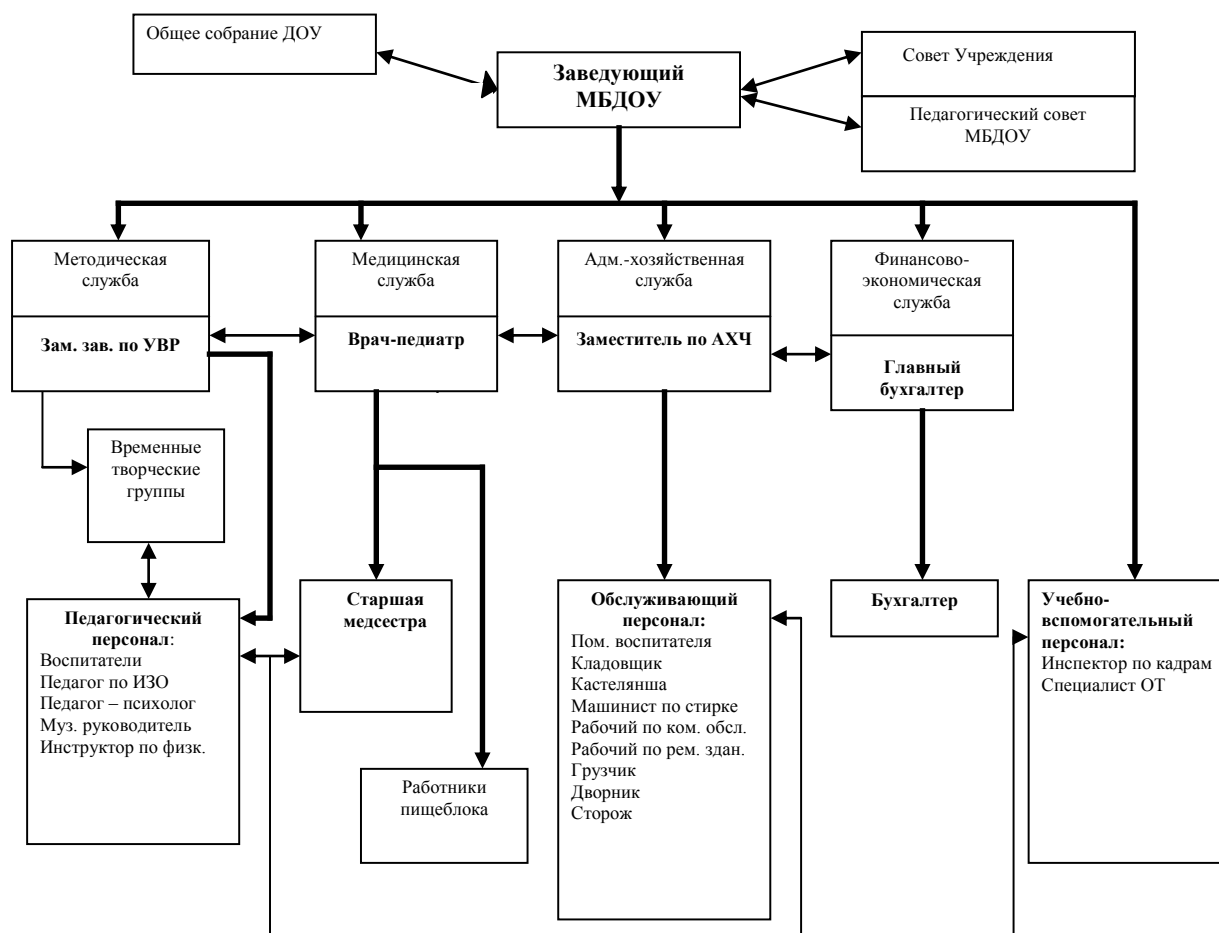 Общее собрание ДОУ
Заведующий
МБДОУ
Совет Учреждения
Педагогический совет
МБДОУ
Методическая
служба
Зам. зав. по УВР
Медицинская
служба
Врач-педиатр
Адм.-хозяйственная
служба
Заместитель по АХЧ
Финансово-
экономическая
служба
Главный
бухгалтер
Временные
творческие
группы
Педагогический
персонал:
Воспитатели
Педагог по ИЗО
Педагог – психолог
Муз. руководитель
Инструктор по физк.
Старшая
медсестра
Работники
пищеблока
Обслуживающий
персонал:
Пом. воспитателя
Кладовщик
Кастелянша
Машинист по стирке
Рабочий по ком. обсл.
Рабочий по рем. здан.
Грузчик
Дворник
Сторож
Бухгалтер
Учебно-
вспомогательный
персонал:
Инспектор по кадрам
Специалист ОТ